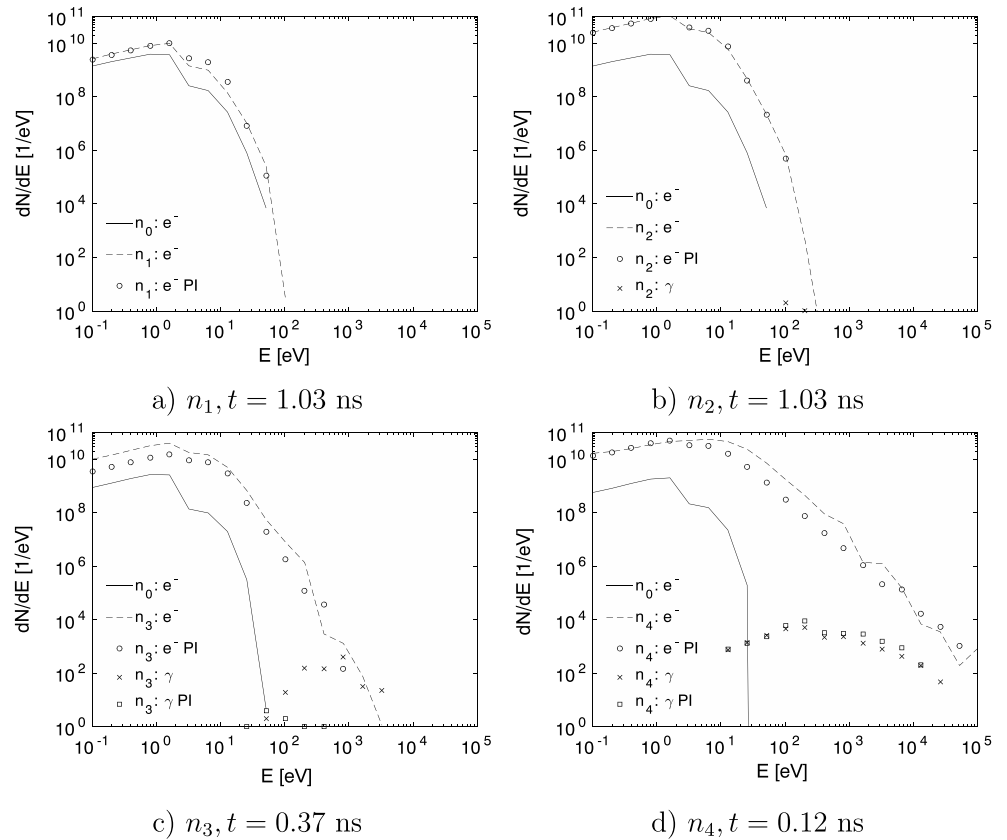 10^11
10^10
10^8
10^6
10^4
10^2
10^0
dN/dE [1/eV]
n_0: e^-
n_1: e^-
n_1: e^- PI
10^-1 10^0 10^1 10^2 10^3 10^4 10^5
E [eV]
a) n_1, t = 1.03 ns
10^11
10^10
10^8
10^6
10^4
10^2
10^0
dN/dE [1/eV]
n_0: e^-
n_2: e^-
n_2: e^- PI
n_2: γ
10^-1 10^0 10^1 10^2 10^3 10^4 10^5
E [eV]
b) n_2, t = 1.03 ns
10^11
10^10
10^8
10^6
10^4
10^2
10^0
dN/dE [1/eV]
n_0: e^-
n_3: e^-
n_3: e^- PI
n_3: γ
n_3: γ PI
10^-1 10^0 10^1 10^2 10^3 10^4 10^5
E [eV]
c) n_3, t = 0.37 ns
10^11
10^10
10^8
10^6
10^4
10^2
10^0
dN/dE [1/eV]
n_0: e^-
n_4: e^-
n_4: e^- PI
n_4: γ
n_4: γ PI
10^-1 10^0 10^1 10^2 10^3 10^4 10^5
E [eV]
d) n_4, t = 0.12 ns